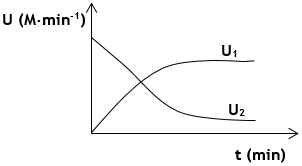 U (M·min⁻¹)
U₁
U₂
t (min)